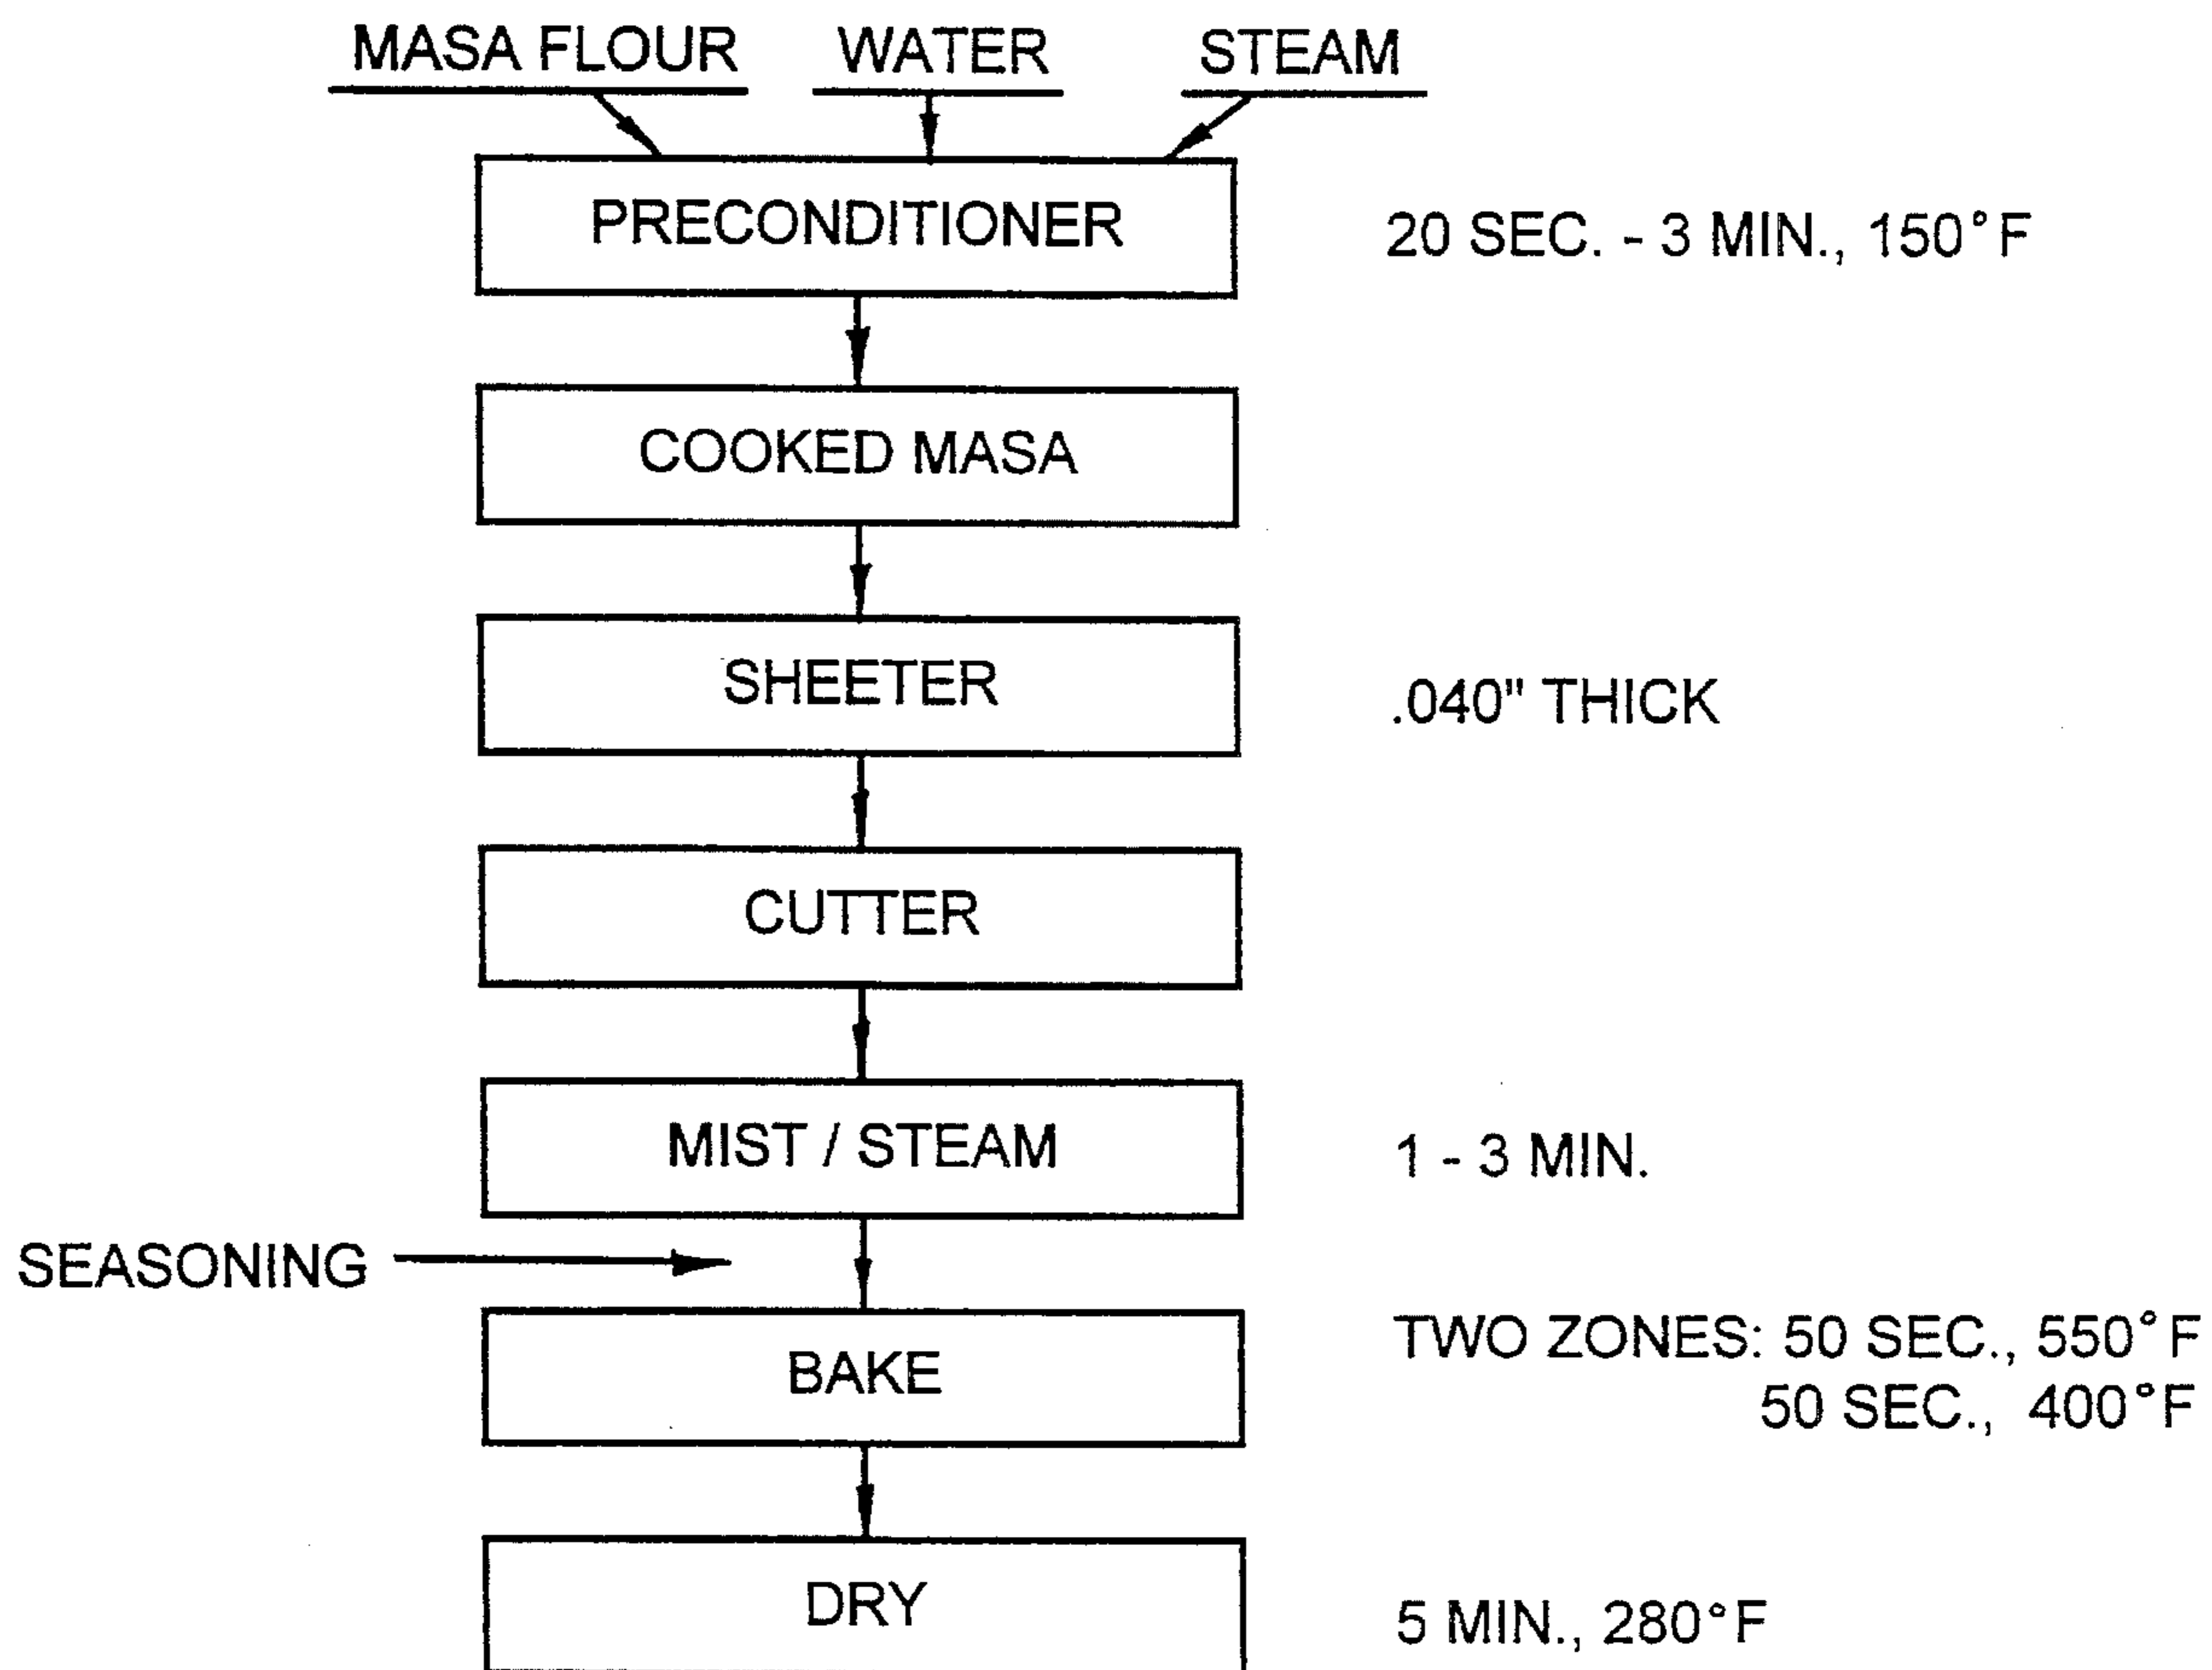 MASA FLOUR WATER STEAM
PRECONDITIONER 20 SEC. - 3 MIN., 150°F
COOKED MASA
SHEETER .040" THICK
CUTTER
MIST / STEAM 1 - 3 MIN.
SEASONING
BAKE TWO ZONES: 50 SEC., 550°F
50 SEC., 400°F
DRY 5 MIN., 280°F